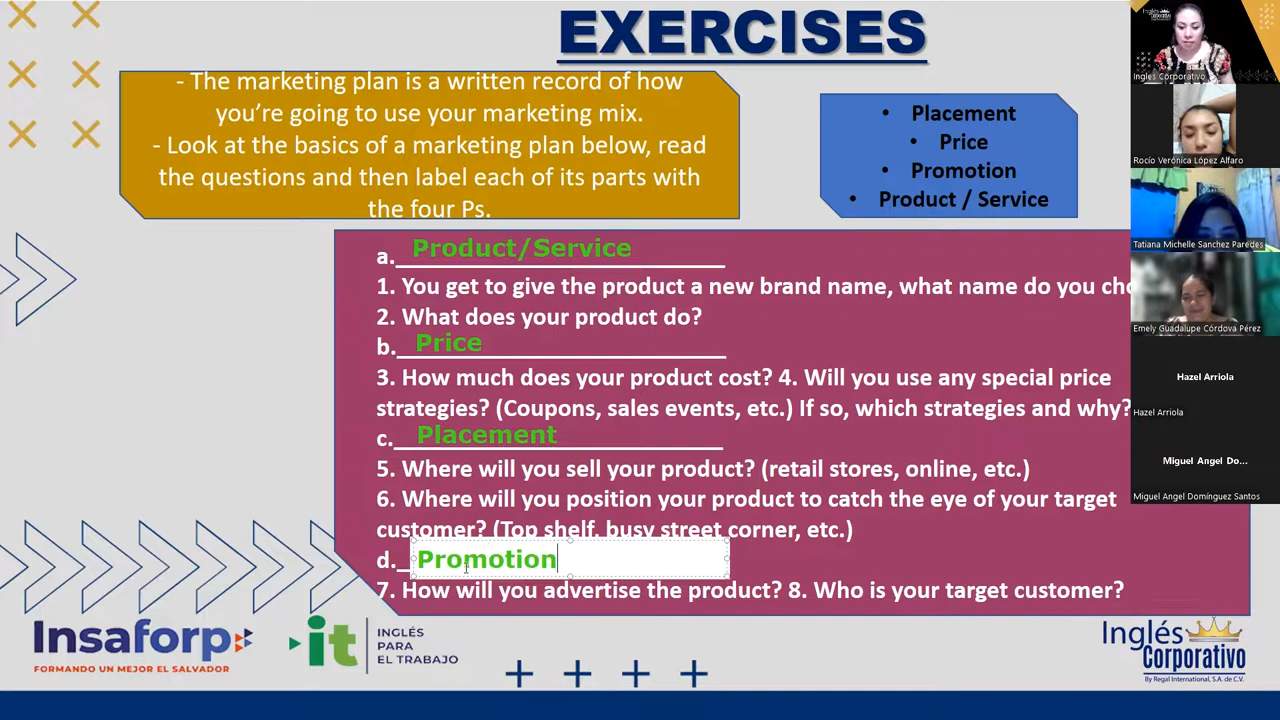 EXERCISES
- The marketing plan is a written record of how
you’re going to use your marketing mix.
- Look at the basics of a marketing plan below, read
the questions and then label each of its parts with
the four Ps.
• Placement
• Price
• Promotion
• Product / Service
a. Product/Service
1. You get to give the product a new brand name, what name do you cho
2. What does your product do?
b. Price
3. How much does your product cost? 4. Will you use any special price
strategies? (Coupons, sales events, etc.) If so, which strategies and why?
c. Placement
5. Where will you sell your product? (retail stores, online, etc.)
6. Where will you position your product to catch the eye of your target
customer? (Top shelf, busy street corner, etc.)
d. Promotion
7. How will you advertise the product? 8. Who is your target customer?
Inglés
Corporativo
Ingles Corporativo
Rocío Verónica López Alfaro
Tatiana Michelle Sanchez Paredes
Emely Guadalupe Córdova Pérez
Hazel Arriola
Hazel Arriola
Miguel Angel Do...
Miguel Angel Domínguez Santos
Insaforp
FORMANDO UN MEJOR EL SALVADOR
it
INGLÉS
PARA
EL TRABAJO
Inglés
Corporativo
By Regal International, S.A. de C.V.